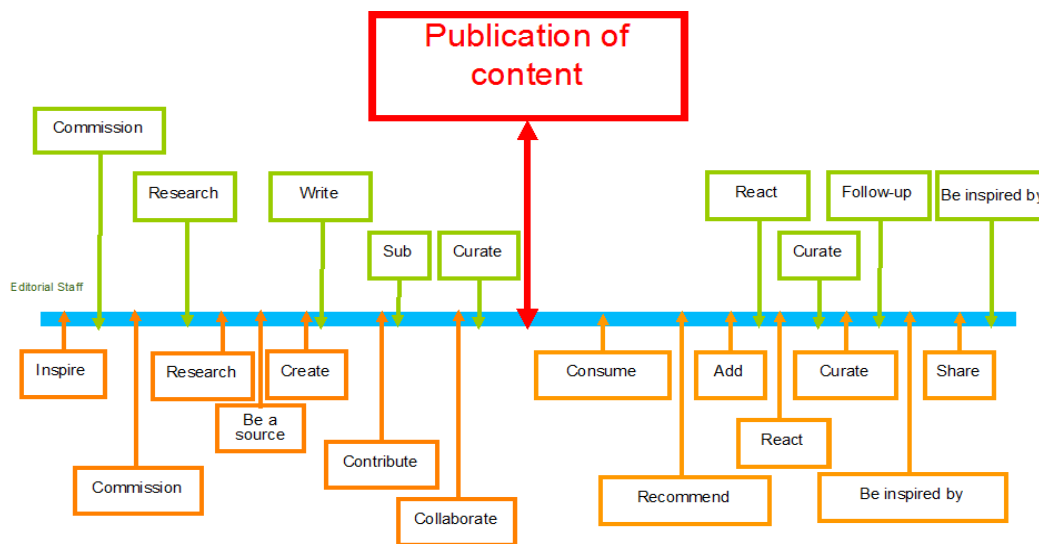 Publication of
content
Commission
Research
Write
React
Follow-up
Be inspired by
Sub
Curate
Curate
Editorial Staff
Inspire
Research
Create
Consume
Add
Curate
Share
Be a
source
Contribute
React
Commission
Collaborate
Recommend
Be inspired by